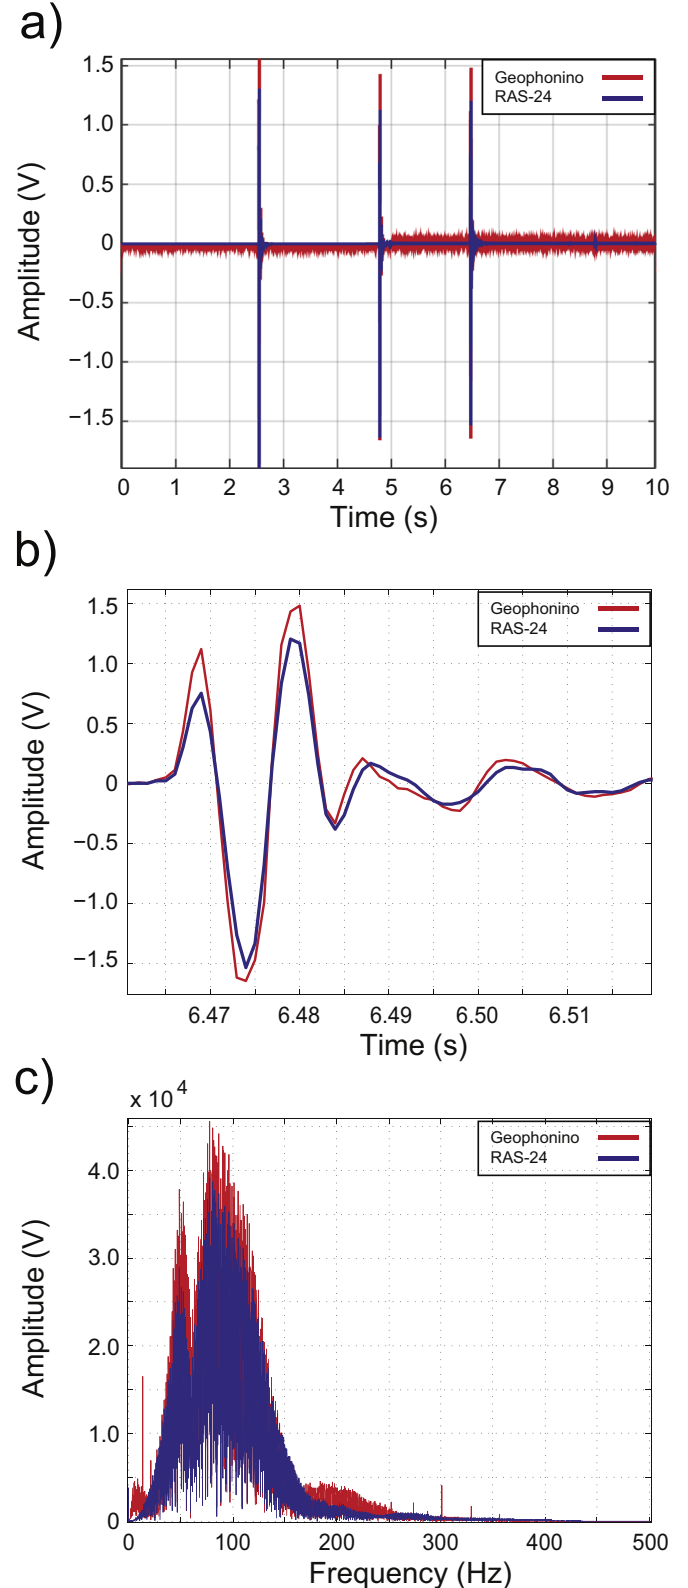 a)
Amplitude (V)
1.5
1.0
0.5
0
−0.5
−1.0
−1.5
Geophonino
RAS-24
0 1 2 3 4 5 6 7 8 9 10
Time (s)
b)
Amplitude (V)
1.5
1.0
0.5
0
−0.5
−1.0
−1.5
Geophonino
RAS-24
6.47 6.48 6.49 6.50 6.51
Time (s)
c)
x 10 4
Amplitude (V)
4.0
3.0
2.0
1.0
0
Geophonino
RAS-24
0 100 200 300 400 500
Frequency (Hz)